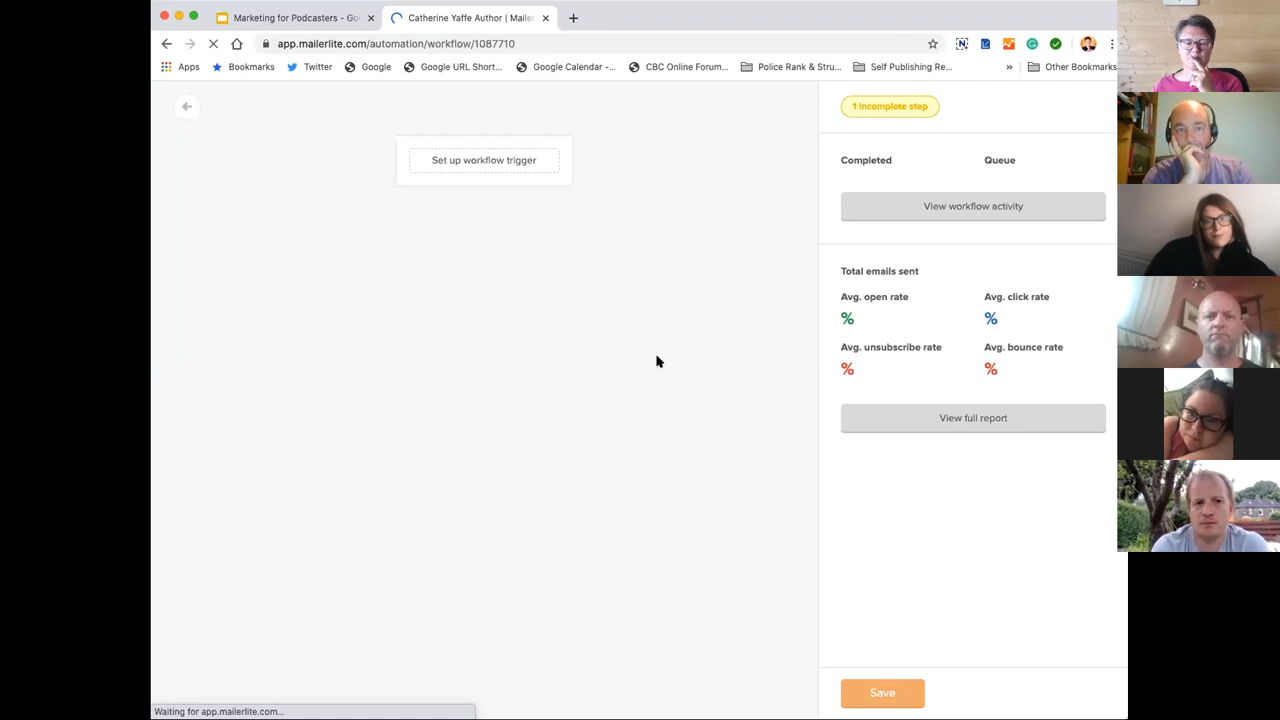 Marketing for Podcasters - Go
Catherine Yaffe Author | Mailer
app.mailerlite.com/automation/workflow/1087710
Apps
Bookmarks
Twitter
Google
Google URL Short...
Google Calendar -...
CBC Online Forum...
Police Rank & Stru...
Self Publishing Re...
»
Other Bookmarks
1 incomplete step
Set up workflow trigger
Completed
Queue
View workflow activity
Total emails sent
Avg. open rate
Avg. click rate
%
%
Avg. unsubscribe rate
Avg. bounce rate
%
%
View full report
Save
Waiting for app.mailerlite.com...